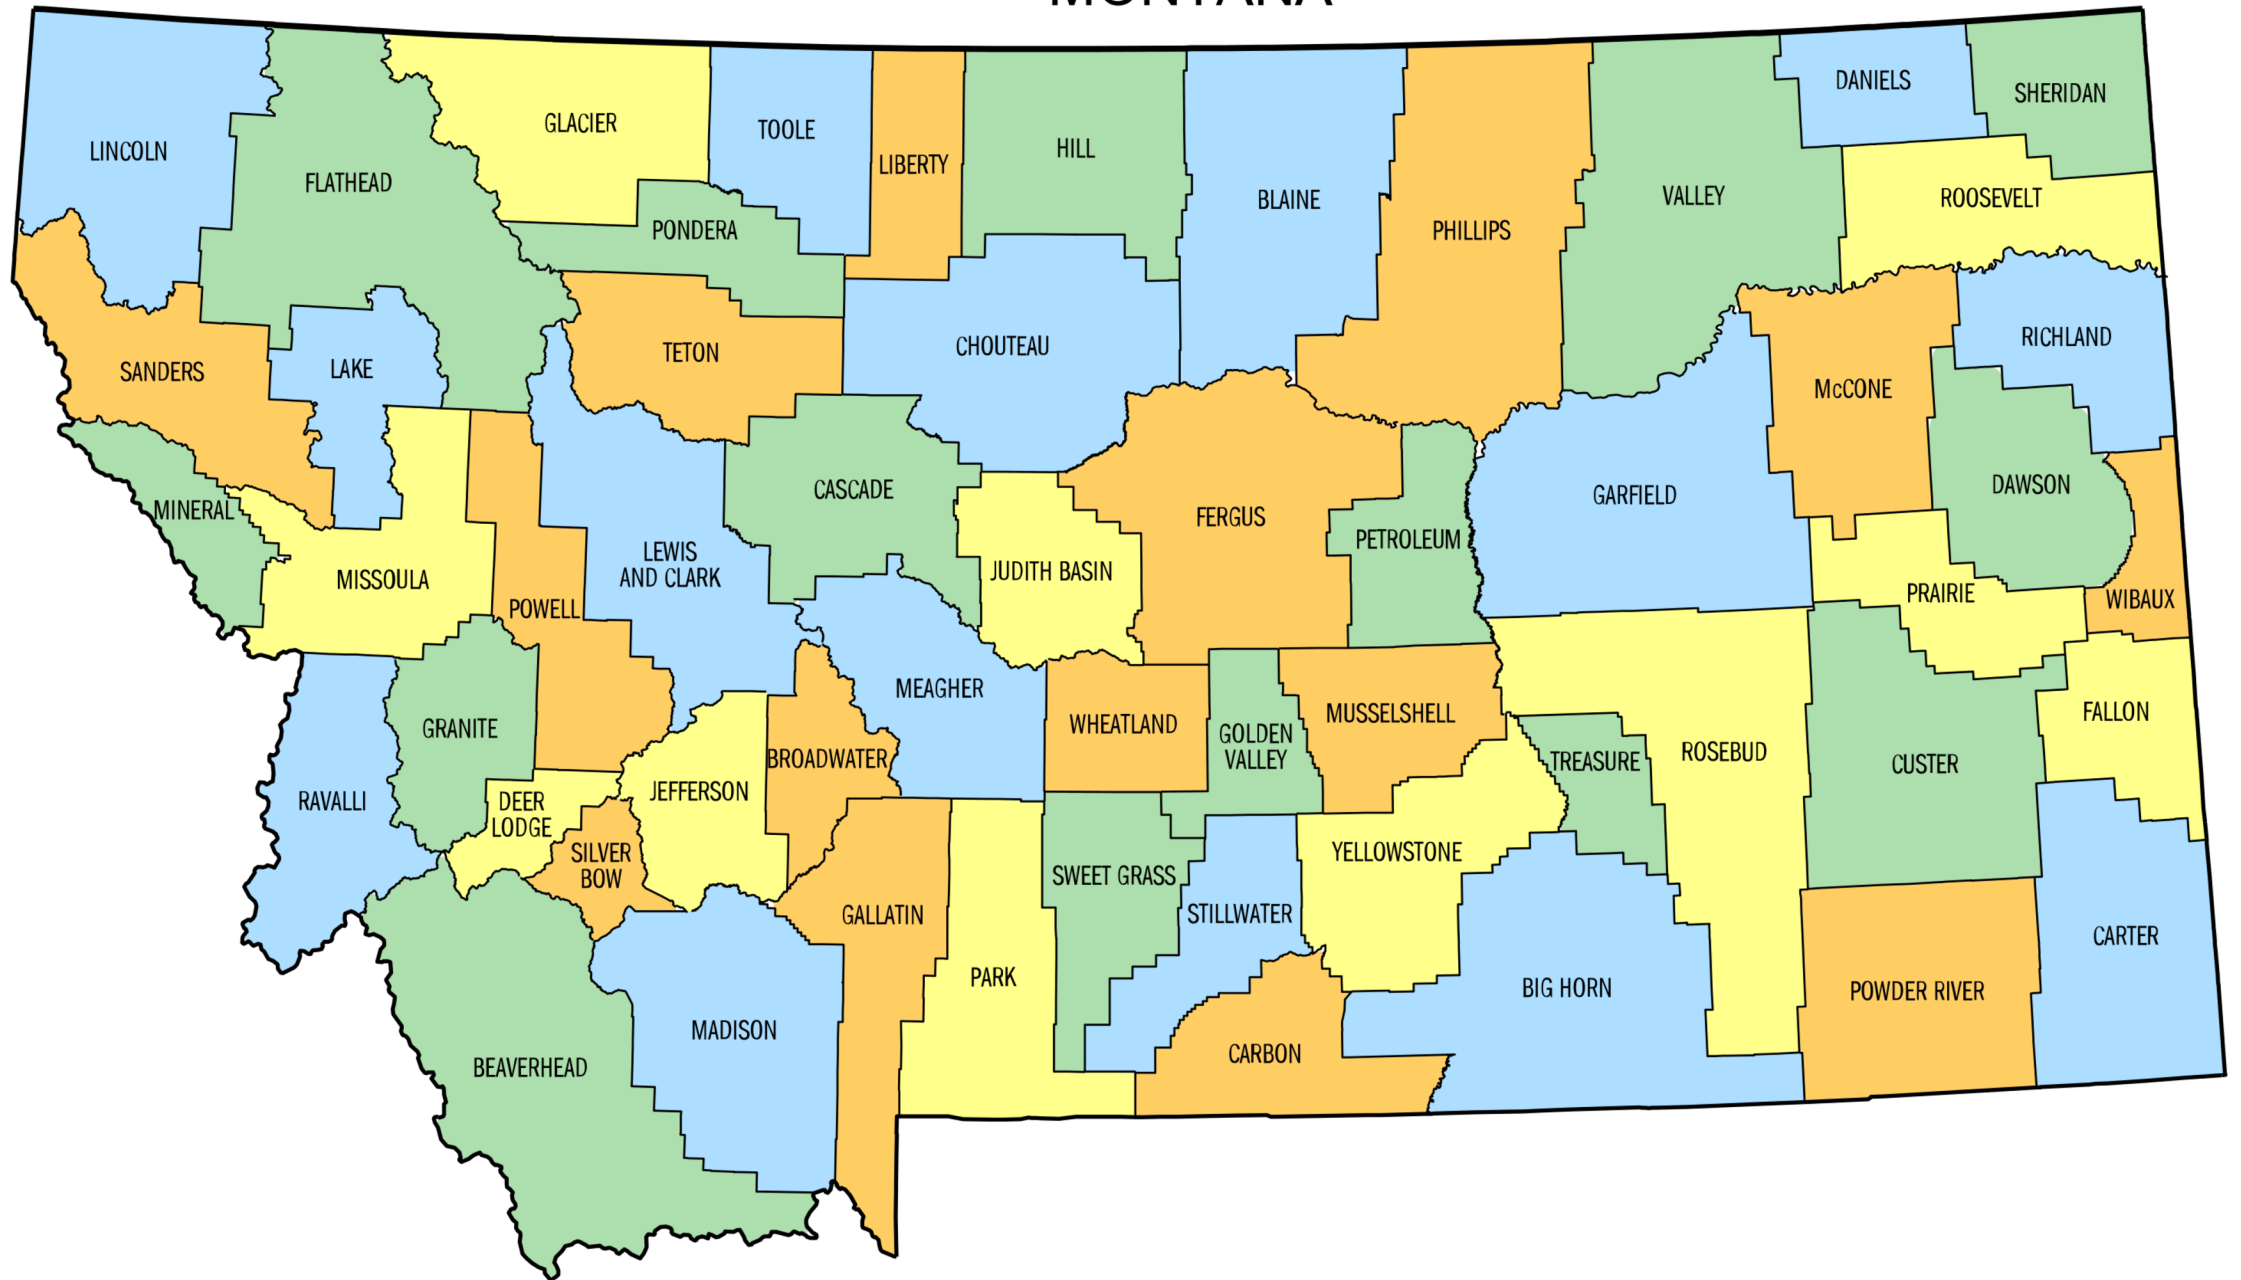 MONTANA
LINCOLN
FLATHEAD
GLACIER
TOOLE
LIBERTY
HILL
BLAINE
PHILLIPS
VALLEY
DANIELS
SHERIDAN
ROOSEVELT
PONDERA
SANDERS
LAKE
TETON
CHOUTEAU
McCONE
RICHLAND
MINERAL
MISSOULA
POWELL
LEWIS
AND CLARK
CASCADE
JUDITH BASIN
FERGUS
PETROLEUM
GARFIELD
DAWSON
PRAIRIE
WIBAUX
RAVALLI
GRANITE
DEER
LODGE
SILVER
BOW
JEFFERSON
BROADWATER
MEAGHER
WHEATLAND
GOLDEN
VALLEY
MUSSELSHELL
TREASURE
ROSEBUD
CUSTER
FALLON
BEAVERHEAD
MADISON
GALLATIN
PARK
SWEET GRASS
STILLWATER
YELLOWSTONE
CARBON
BIG HORN
POWDER RIVER
CARTER